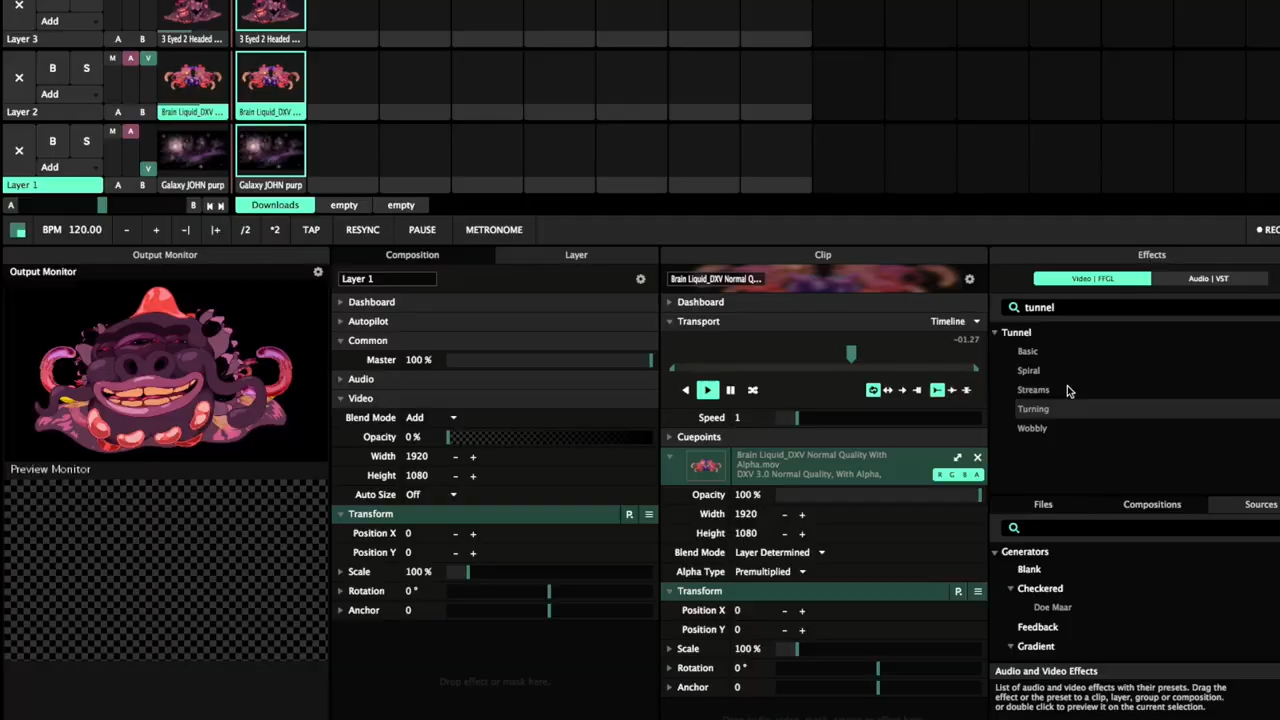 Add
Layer 3 A B 3 Eyed 2 Headed ... 3 Eyed 2 Headed ...
M A V
B S
Add
Layer 2 A B Brain Liquid_DXV ... Brain Liquid_DXV ...
M A
B S
Add V
Layer 1 A B Galaxy JOHN purp Galaxy JOHN purp
A B Downloads empty empty
BPM 120.00 - + -| |+ /2 *2 TAP RESYNC PAUSE METRONOME REC
Output Monitor
Output Monitor
Preview Monitor
Composition Layer
Layer 1
Dashboard
Autopilot
Common
Master 100 %
Audio
Video
Blend Mode Add
Opacity 0 %
Width 1920 - +
Height 1080 - +
Auto Size Off
Transform P.
Position X 0 - +
Position Y 0 - +
Scale 100 %
Rotation 0 °
Anchor 0
Drop effect or mask here.
Clip
Brain Liquid_DXV Normal Q...
Dashboard
Transport Timeline
-01.27
Speed 1
Cuepoints
Brain Liquid_DXV Normal Quality With
Alpha.mov
DXV 3.0 Normal Quality, With Alpha, R G B A
Opacity 100 %
Width 1920 - +
Height 1080 - +
Blend Mode Layer Determined
Alpha Type Premultiplied
Transform P.
Position X 0 - +
Position Y 0 - +
Scale 100 %
Rotation 0 °
Anchor 0
Effects
Video | FFGL Audio | VST
tunnel
Tunnel
Basic
Spiral
Streams
Turning
Wobbly
Files Compositions Sources
Generators
Blank
Checkered
Doe Maar
Feedback
Gradient
Audio and Video Effects
List of audio and video effects with their presets. Drag the
effect or the preset to a clip, layer, group or composition.
or double click to preview it on the current selection.